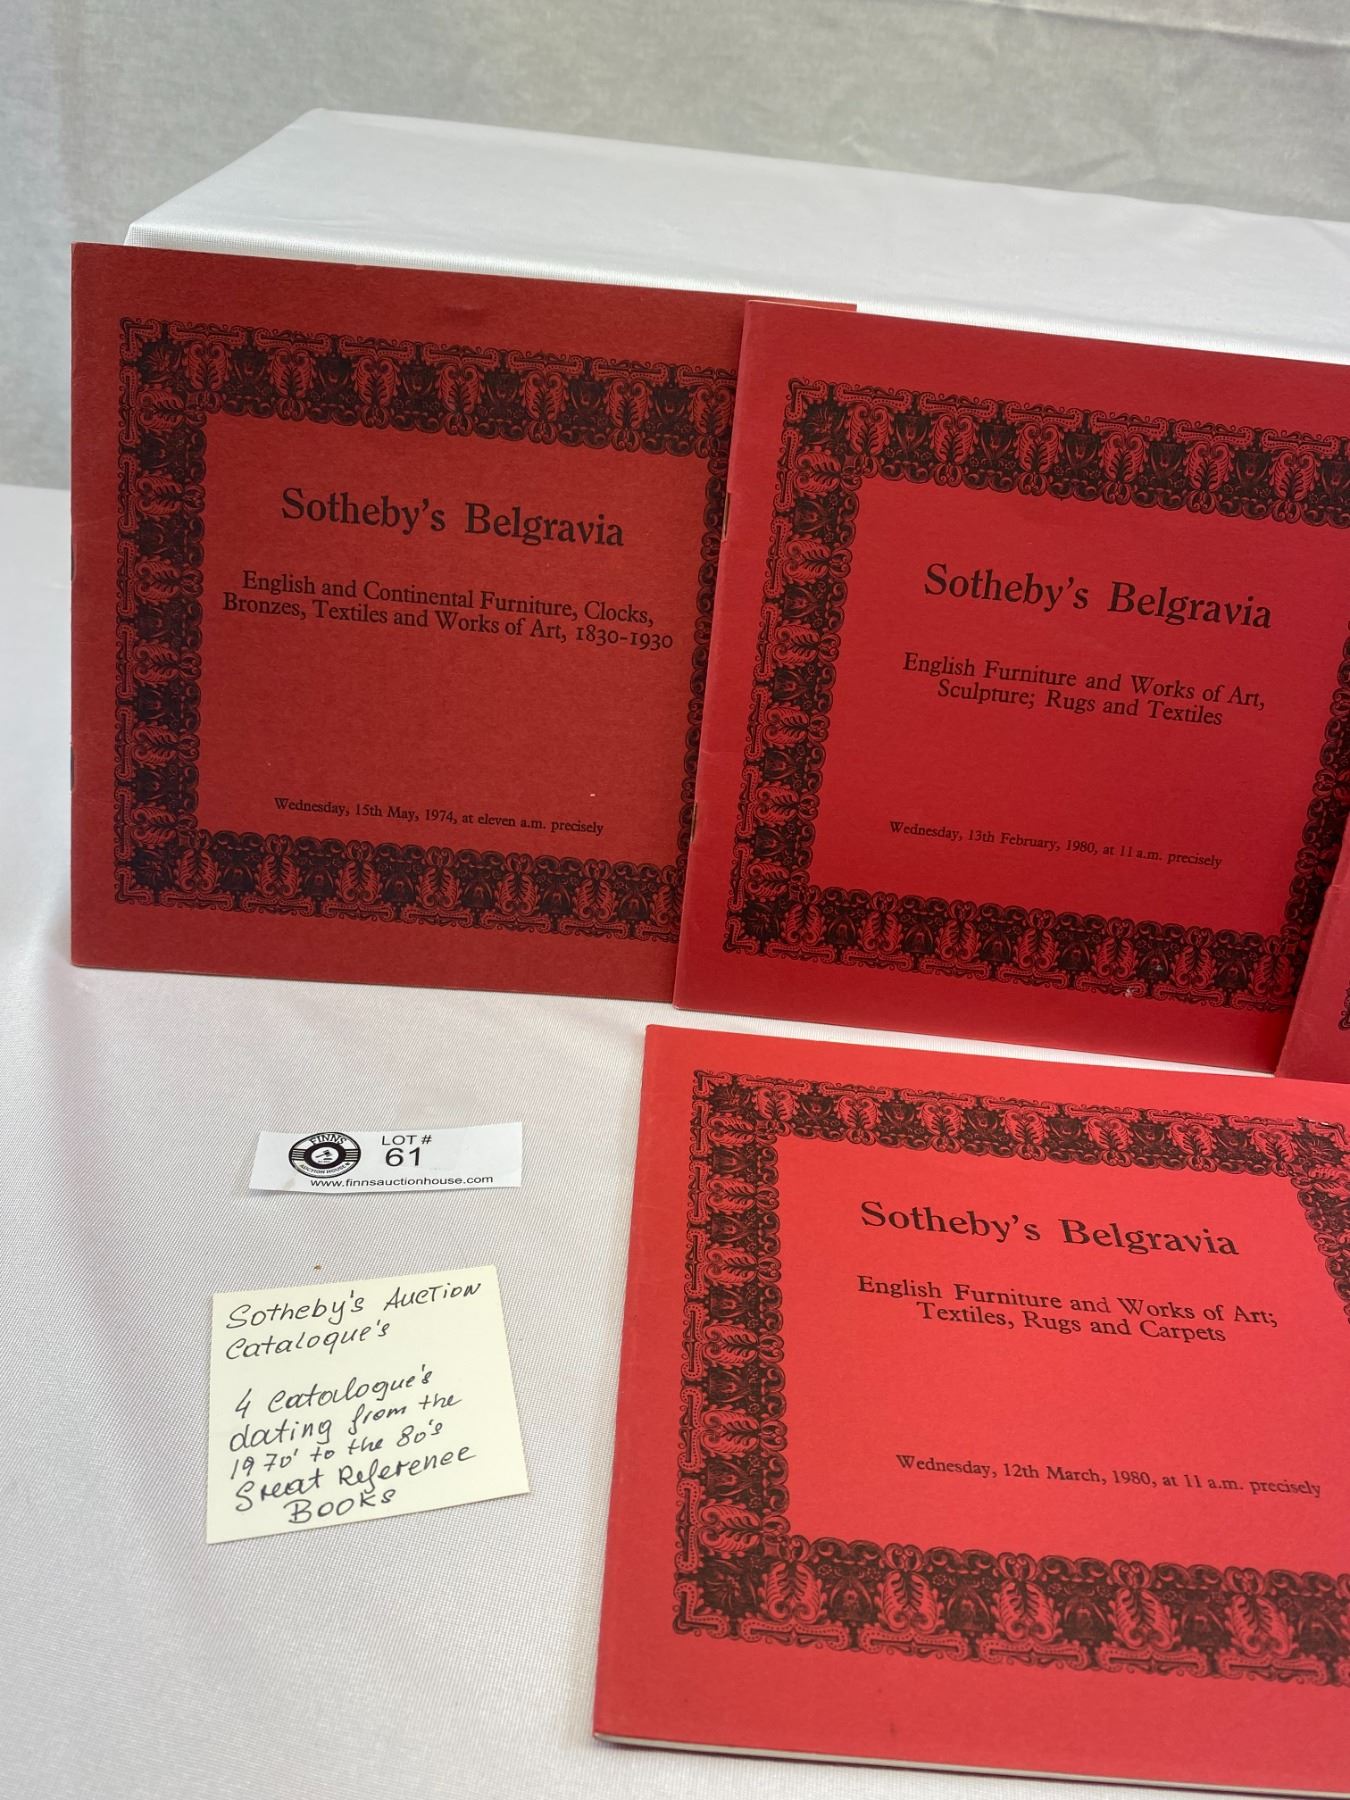 Sotheby's Belgravia
English and Continental Furniture, Clocks,
Bronzes, Textiles and Works of Art, 1830-1930
Wednesday, 15th May, 1974, at eleven a.m. precisely
Sotheby's Belgravia
English Furniture and Works of Art,
Sculpture; Rugs and Textiles
Wednesday, 13th February, 1980, at 11 a.m. precisely
FINNS
AUCTION HOUSE
LOT #
61
www.finnsauctionhouse.com
Sotheby's Auction
Catalogue's
4 Catalogue's
dating from the
1970' to the 80's
Great Reference
Books
Sotheby's Belgravia
English Furniture and Works of Art;
Textiles, Rugs and Carpets
Wednesday, 12th March, 1980, at 11 a.m. precisely